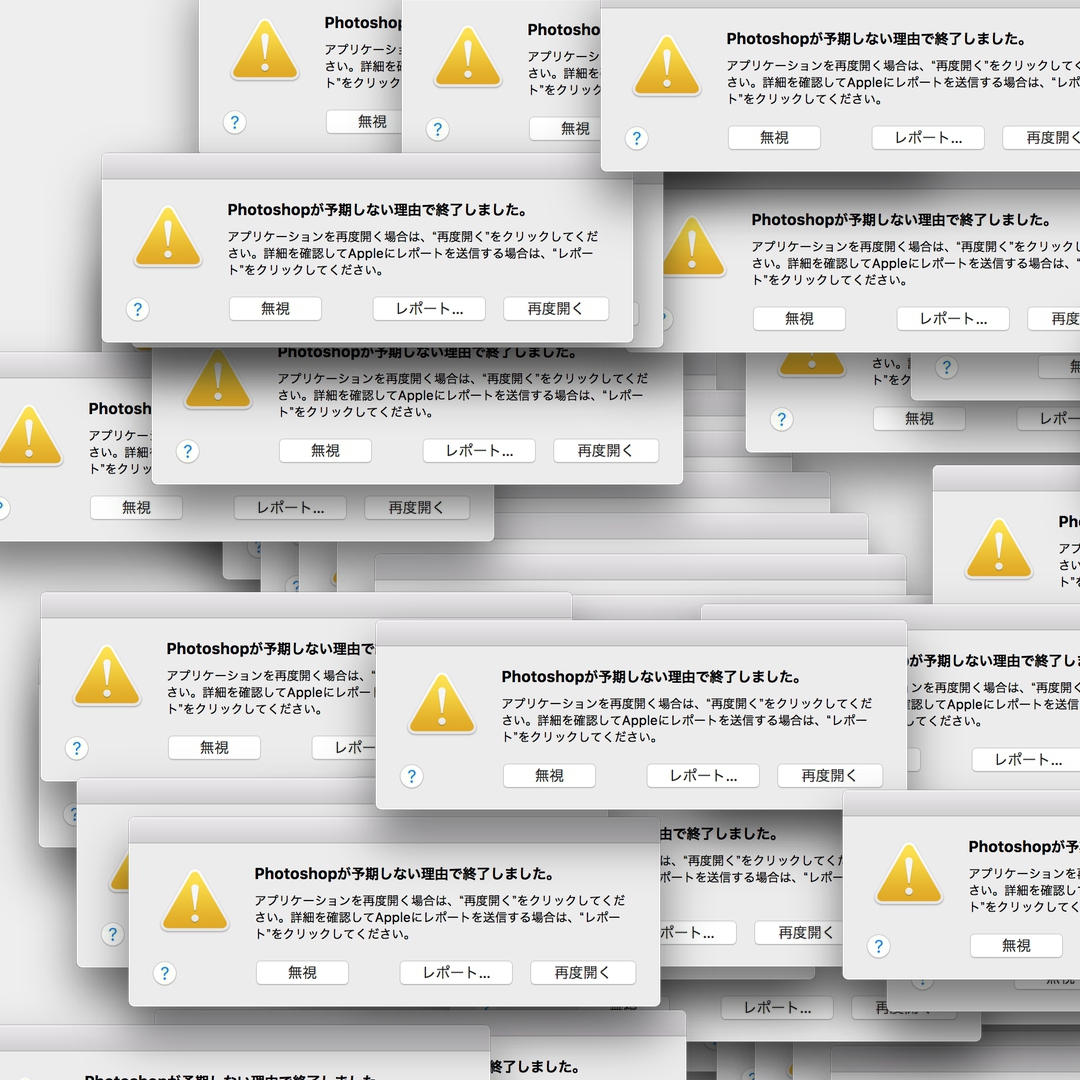 Photoshop
アプリケーシ
さい。詳細を
ト”をクリック
?
無視
Photoshop
アプリケーシ
さい。詳細を
ト”をクリック
?
無視
Photoshopが予期しない理由で終了しました。
アプリケーションを再度開く場合は、“再度開く”をクリックしてく
さい。詳細を確認してAppleにレポートを送信する場合は、“レポ
ト”をクリックしてください。
?
無視
レポート...
再度開く
Photoshopが予期しない理由で終了しました。
アプリケーションを再度開く場合は、“再度開く”をクリックしてくだ
さい。詳細を確認してAppleにレポートを送信する場合は、“レポー
ト”をクリックしてください。
?
無視
レポート...
再度開く
Photoshopが予期しない理由で終了しました。
アプリケーションを再度開く場合は、“再度開く”をクリッ
さい。詳細を確認してAppleにレポートを送信する場合は、
ト”をクリックしてください。
?
無視
レポート...
再度
Photoshopが予期しない理由で終了しました。
アプリケーションを再度開く場合は、“再度開く”をクリックしてくだ
さい。詳細を確認してAppleにレポートを送信する場合は、“レポー
ト”をクリックしてください。
?
無視
レポート...
再度開く
さい。
ト”をク
?
無視
レポー
?
無
Photosh
アプリケー
さい。詳細
ト”をクリッ
?
無視
レポート...
再度開く
Ph
アプ
さい
ト”を
Photoshopが予期しない理由で
アプリケーションを再度開く場合は、“
さい。詳細を確認してAppleにレポート
ト”をクリックしてください。
?
無視
レポー
Photoshopが予期しない理由で終了しました。
アプリケーションを再度開く場合は、“再度開く”をクリックしてくだ
さい。詳細を確認してAppleにレポートを送信する場合は、“レポー
ト”をクリックしてください。
?
無視
レポート...
再度開く
が予期しない理由で終了しま
ンを再度開く場合は、“再度開く
認してAppleにレポートを送信
してください。
レポート...
Photoshopが予期しない理由で終了しました。
アプリケーションを再度開く場合は、“再度開く”をクリックしてくだ
さい。詳細を確認してAppleにレポートを送信する場合は、“レポー
ト”をクリックしてください。
?
無視
レポート...
再度開く
?
由で終了しました。
は、“再度開く”をクリックしてくだ
ポートを送信する場合は、“レポー
ポート...
再度開く
Photoshopが予
アプリケーションを再
さい。詳細を確認して
ト”をクリックしてく
?
無視
無視
レポート...
再度開く
Photoshopが予期しない理由で終了しました。
終了しました。